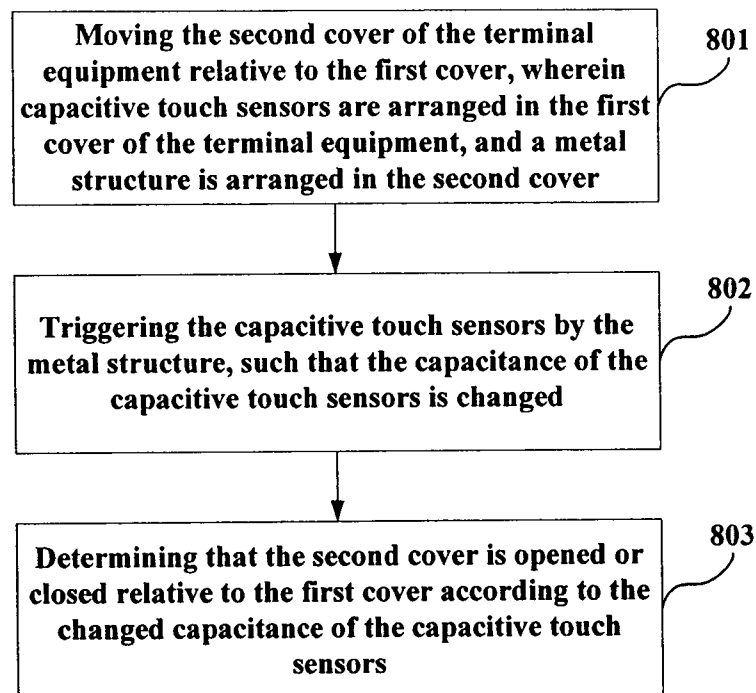 Moving the second cover of the terminal
equipment relative to the first cover, wherein
capacitive touch sensors are arranged in the first
cover of the terminal equipment, and a metal
structure is arranged in the second cover
801
Triggering the capacitive touch sensors by the
metal structure, such that the capacitance of the
capacitive touch sensors is changed
802
Determining that the second cover is opened or
closed relative to the first cover according to the
changed capacitance of the capacitive touch
sensors
803